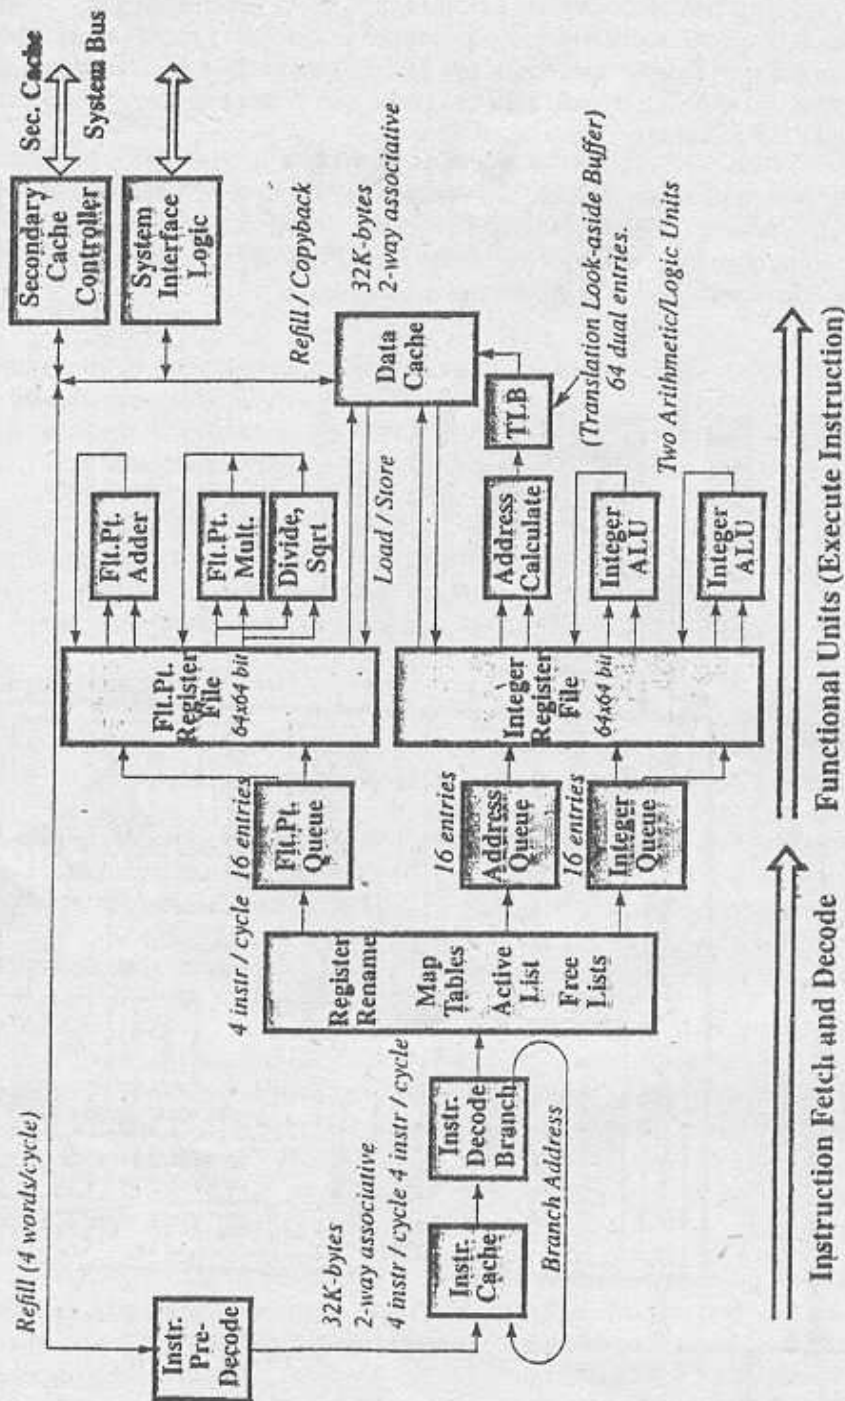 Sec. Cache
System Bus
Secondary
Cache
Controller
System
Interface
Logic
Refill / Copyback
32K-bytes
2-way associative
Data
Cache
TLB
(Translation Look-aside Buffer)
64 dual entries.
Two Arithmetic/Logic Units
Flt.Pt.
Adder
Flt.Pt.
Mult.
Divide,
Sqrt
Load / Store
Address
Calculate
Integer
ALU
Integer
ALU
Flt.Pt.
Register
File
64x64 bit
Integer
Register
File
64x64 bit
Functional Units (Execute Instruction)
16 entries
Flt.Pt.
Queue
16 entries
Address
Queue
16 entries
Integer
Queue
4 instr / cycle
Register
Rename
Map
Tables
Active
List
Free
Lists
4 instr / cycle
Instr.
Decode
Branch
Branch Address
Refill (4 words/cycle)
32K-bytes
2-way associative
4 instr / cycle
Instr.
Cache
Instr.
Pre-
Decode
Instruction Fetch and Decode